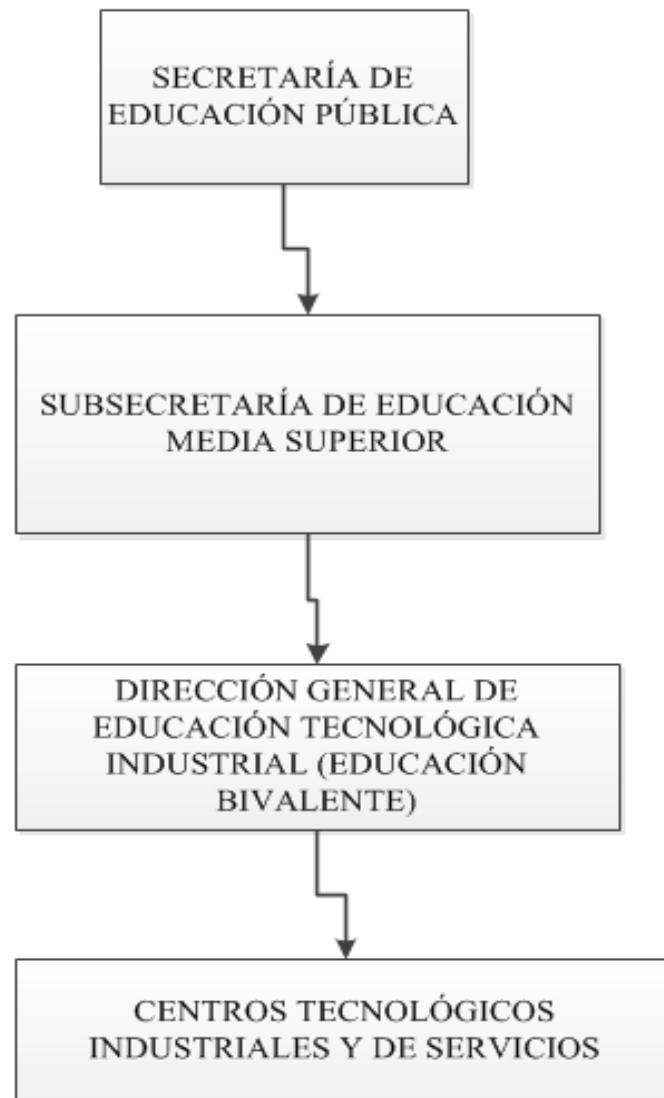 SECRETARÍA DE
EDUCACIÓN PÚBLICA
SUBSECRETARÍA DE EDUCACIÓN
MEDIA SUPERIOR
DIRECCIÓN GENERAL DE
EDUCACIÓN TECNOLÓGICA
INDUSTRIAL (EDUCACIÓN
BIVALENTE)
CENTROS TECNOLÓGICOS
INDUSTRIALES Y DE SERVICIOS